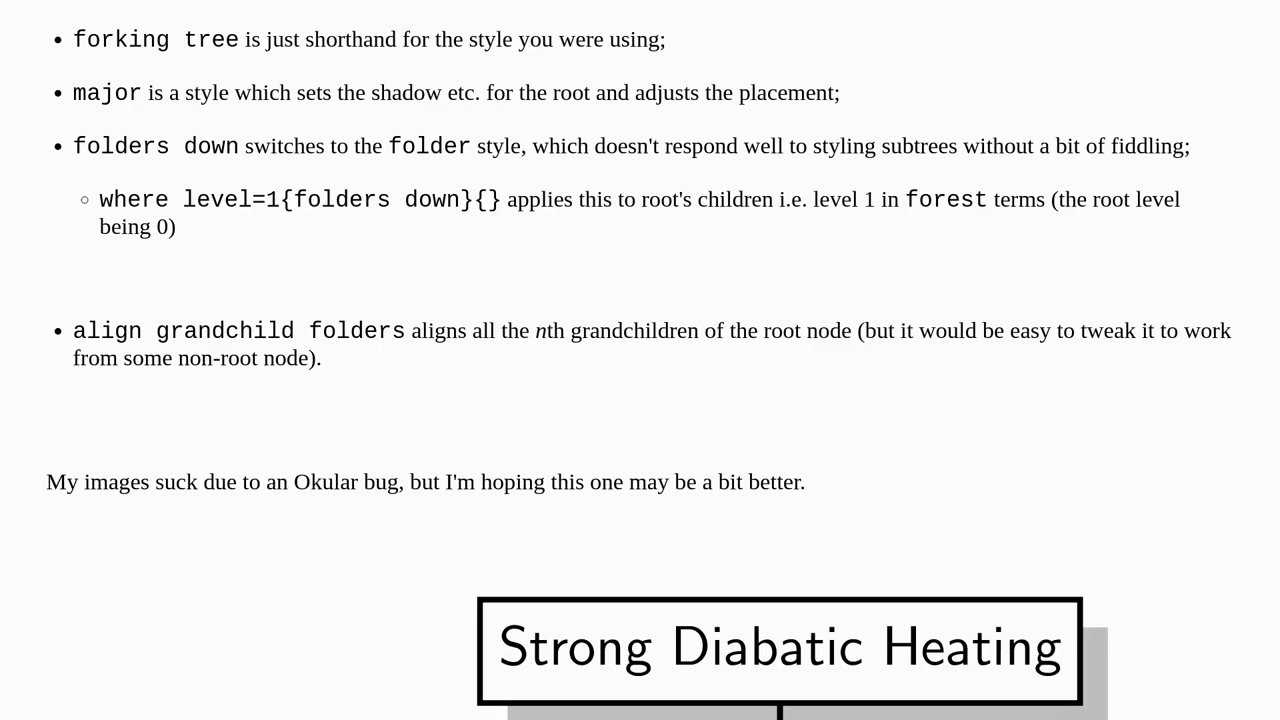 • forking tree is just shorthand for the style you were using;
• major is a style which sets the shadow etc. for the root and adjusts the placement;
• folders down switches to the folder style, which doesn't respond well to styling subtrees without a bit of fiddling;
◦ where level=1{folders down}{} applies this to root's children i.e. level 1 in forest terms (the root level
being 0)
• align grandchild folders aligns all the nth grandchildren of the root node (but it would be easy to tweak it to work
from some non-root node).
My images suck due to an Okular bug, but I'm hoping this one may be a bit better.
Strong Diabatic Heating